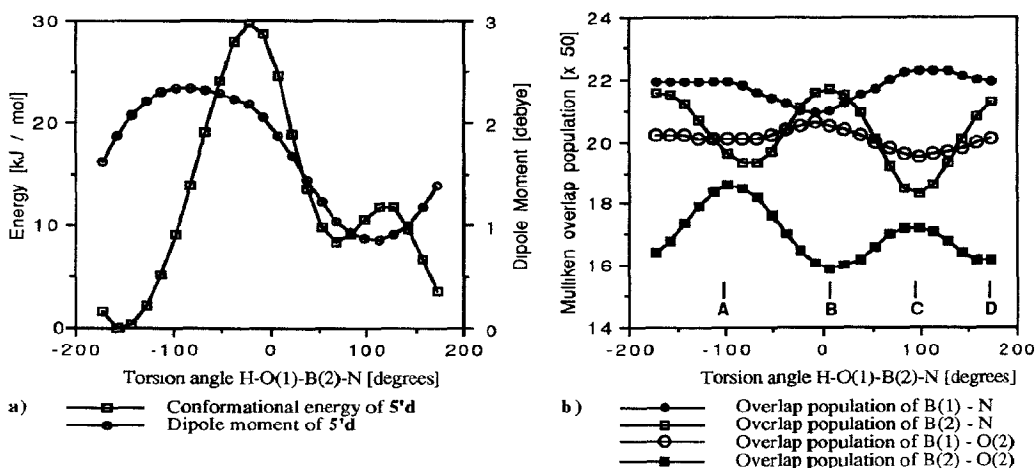 30
20
10
0
Energy [kJ / mol]
3
2
1
0
Dipole Moment [debye]
-200 -100 0 100 200
Torsion angle H-O(1)-B(2)-N [degrees]
a)
Conformational energy of 5'd
Dipole moment of 5'd
24
22
20
18
16
14
Mulliken overlap population [x 50]
A B C D
-200 -100 0 100 200
Torsion angle H-O(1)-B(2)-N [degrees]
b)
Overlap population of B(1) - N
Overlap population of B(2) - N
Overlap population of B(1) - O(2)
Overlap population of B(2) - O(2)